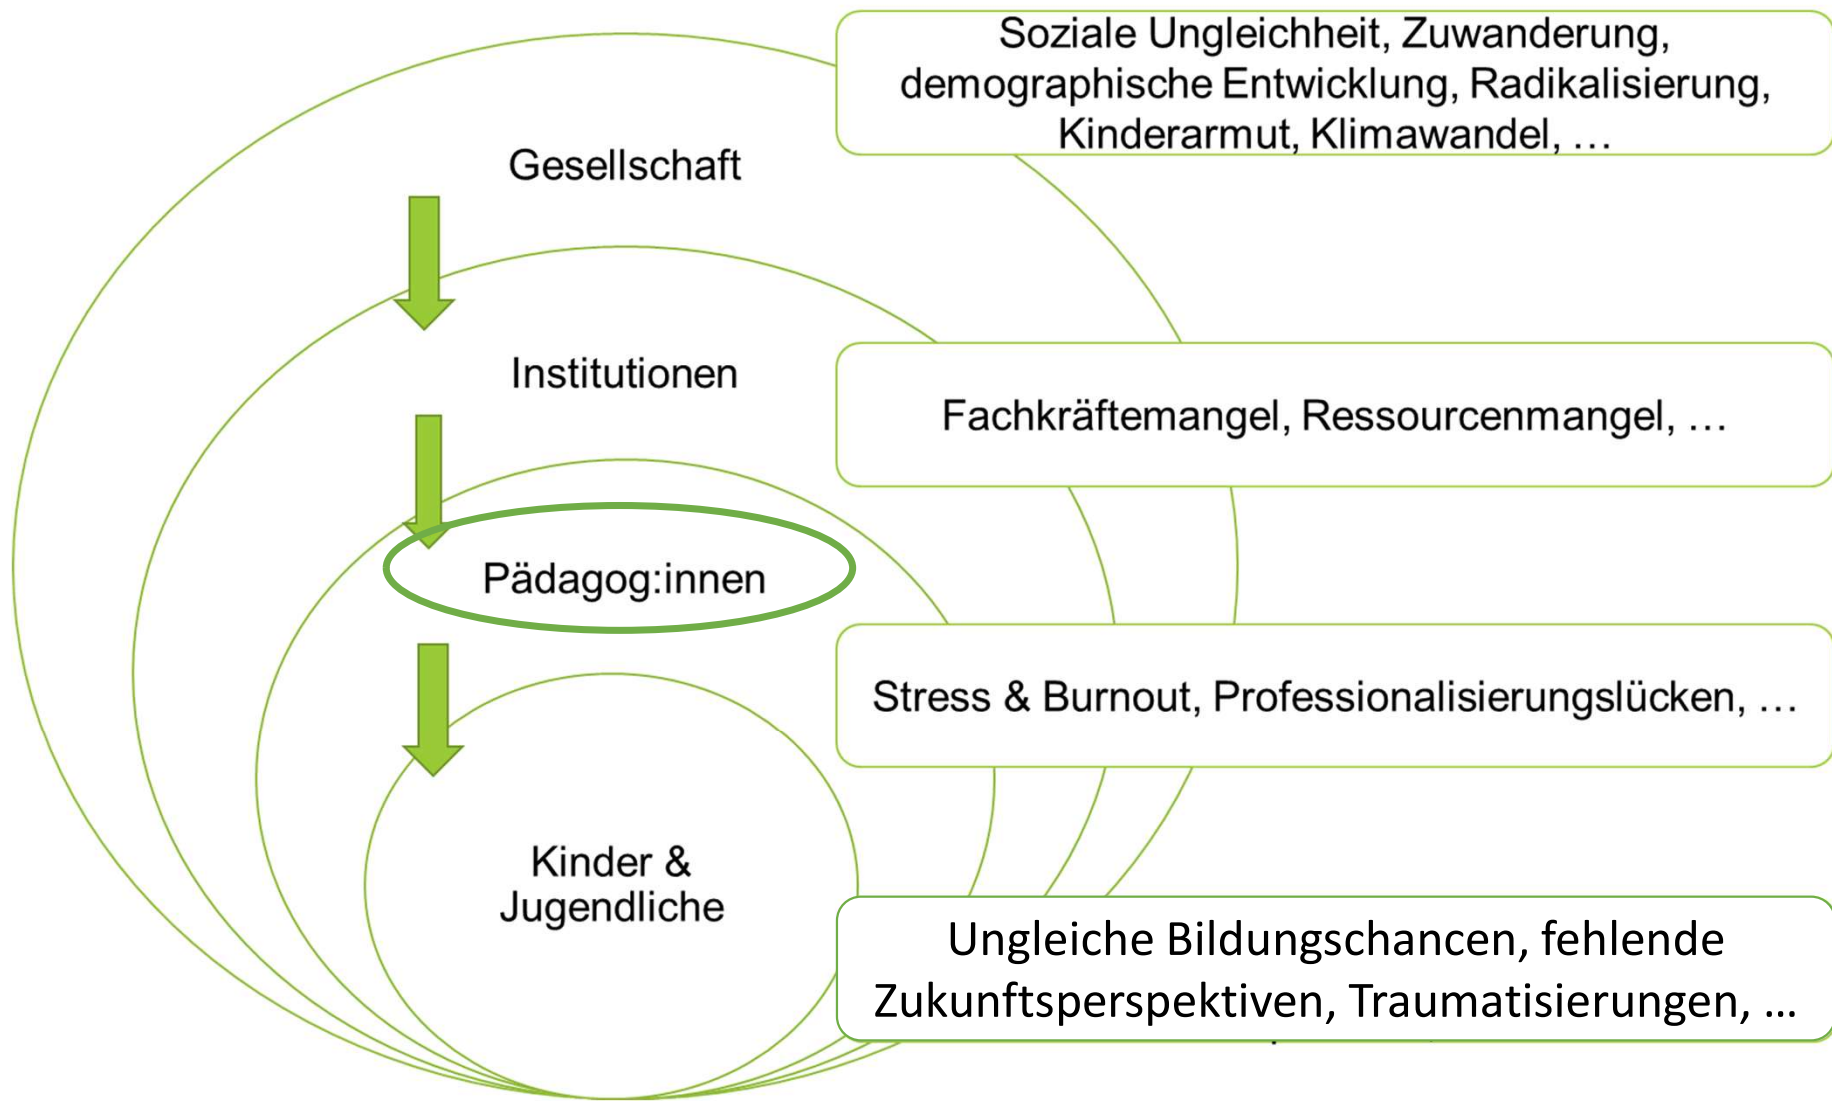 Soziale Ungleichheit, Zuwanderung,
demographische Entwicklung, Radikalisierung,
Kinderarmut, Klimawandel, …
Gesellschaft
Institutionen
Fachkräftemangel, Ressourcenmangel, …
Pädagog:innen
Stress & Burnout, Professionalisierungslücken, …
Kinder &
Jugendliche
Ungleiche Bildungschancen, fehlende
Zukunftsperspektiven, Traumatisierungen, …